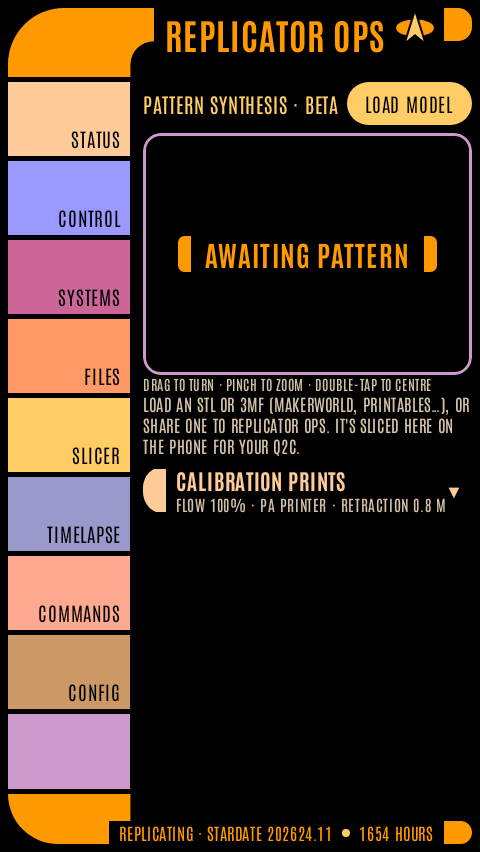 REPLICATOR OPS
PATTERN SYNTHESIS · BETA
LOAD MODEL
STATUS
CONTROL
SYSTEMS
FILES
SLICER
TIMELAPSE
COMMANDS
CONFIG
AWAITING PATTERN
DRAG TO TURN · PINCH TO ZOOM · DOUBLE-TAP TO CENTRE
LOAD AN STL OR 3MF (MAKERWORLD, PRINTABLES…), OR
SHARE ONE TO REPLICATOR OPS. IT'S SLICED HERE ON
THE PHONE FOR YOUR Q2C.
CALIBRATION PRINTS
FLOW 100% · PA PRINTER · RETRACTION 0.8 M
REPLICATING · STARDATE 202624.11 ● 1654 HOURS